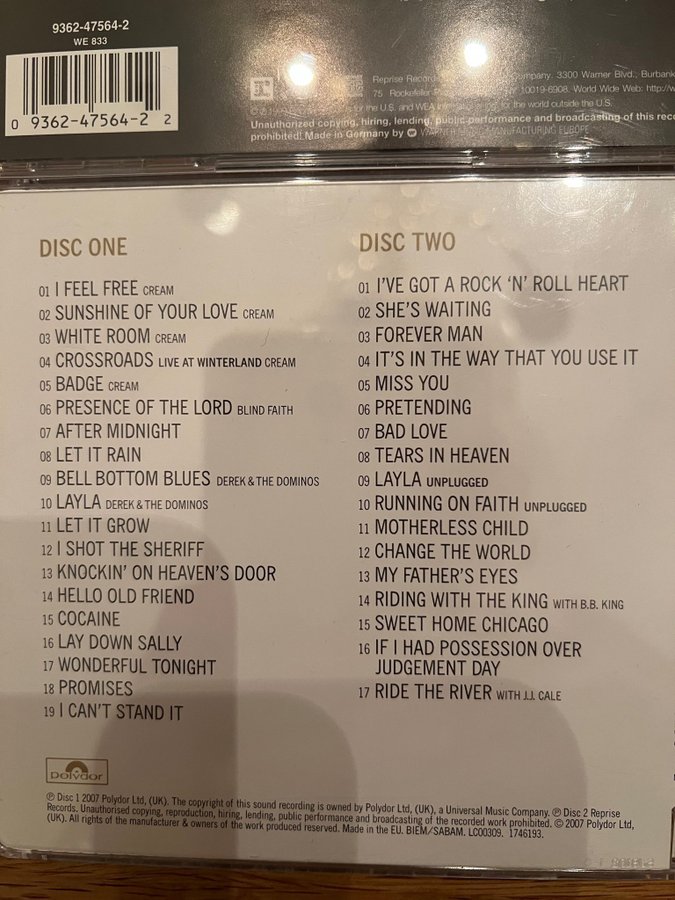 9362-47564-2
WE 833
0 9362-47564-2 2
Reprise Record Company. 3300 Warner Blvd., Burbank
75 Rockefeller NY 10019-6908. World Wide Web:
for the U.S. and WEA for the world outside the U.S.
Unauthorized copying, hiring, lending, public performance and broadcasting of this rec
prohibited. Made in Germany by MANUFACTURING EUROPE
DISC ONE
01 I FEEL FREE CREAM
02 SUNSHINE OF YOUR LOVE CREAM
03 WHITE ROOM CREAM
04 CROSSROADS LIVE AT WINTERLAND CREAM
05 BADGE CREAM
06 PRESENCE OF THE LORD BLIND FAITH
07 AFTER MIDNIGHT
08 LET IT RAIN
09 BELL BOTTOM BLUES DEREK & THE DOMINOS
10 LAYLA DEREK & THE DOMINOS
11 LET IT GROW
12 I SHOT THE SHERIFF
13 KNOCKIN' ON HEAVEN'S DOOR
14 HELLO OLD FRIEND
15 COCAINE
16 LAY DOWN SALLY
17 WONDERFUL TONIGHT
18 PROMISES
19 I CAN'T STAND IT
DISC TWO
01 I'VE GOT A ROCK 'N' ROLL HEART
02 SHE'S WAITING
03 FOREVER MAN
04 IT'S IN THE WAY THAT YOU USE IT
05 MISS YOU
06 PRETENDING
07 BAD LOVE
08 TEARS IN HEAVEN
09 LAYLA UNPLUGGED
10 RUNNING ON FAITH UNPLUGGED
11 MOTHERLESS CHILD
12 CHANGE THE WORLD
13 MY FATHER'S EYES
14 RIDING WITH THE KING WITH B.B. KING
15 SWEET HOME CHICAGO
16 IF I HAD POSSESSION OVER
JUDGEMENT DAY
17 RIDE THE RIVER WITH J.J. CALE
polydor
℗ Disc 1 2007 Polydor Ltd, (UK). The copyright of this sound recording is owned by Polydor Ltd, (UK), a Universal Music Company. ℗ Disc 2 Reprise
Records. Unauthorised copying, reproduction, hiring, lending, public performance and broadcasting of the recorded work prohibited. © 2007 Polydor Ltd,
(UK). All rights of the manufacturer & owners of the work produced reserved. Made in the EU. BIEM/SABAM. LC00309. 1746193.